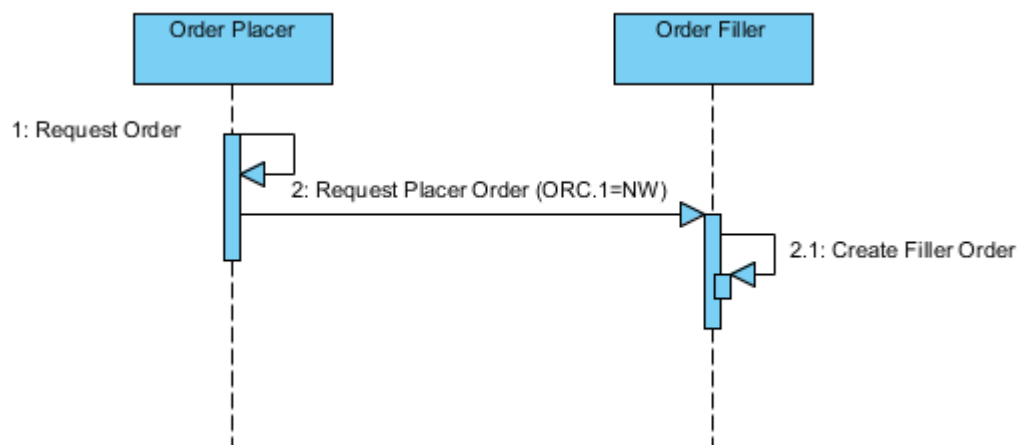 Order Placer
Order Filler
1: Request Order
2: Request Placer Order (ORC.1=NW)
2.1: Create Filler Order